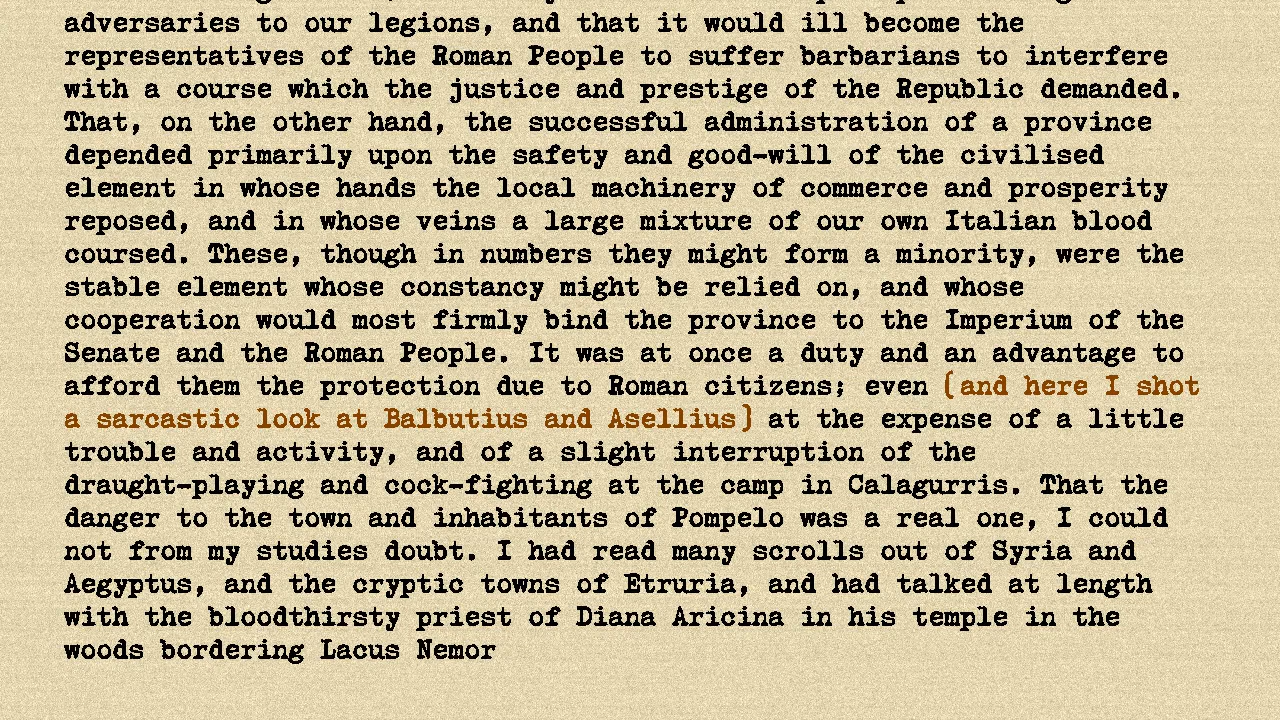 adversaries to our legions, and that it would ill become the
representatives of the Roman People to suffer barbarians to interfere
with a course which the justice and prestige of the Republic demanded.
That, on the other hand, the successful administration of a province
depended primarily upon the safety and good-will of the civilised
element in whose hands the local machinery of commerce and prosperity
reposed, and in whose veins a large mixture of our own Italian blood
coursed. These, though in numbers they might form a minority, were the
stable element whose constancy might be relied on, and whose
cooperation would most firmly bind the province to the Imperium of the
Senate and the Roman People. It was at once a duty and an advantage to
afford them the protection due to Roman citizens; even (and here I shot
a sarcastic look at Balbutius and Asellius) at the expense of a little
trouble and activity, and of a slight interruption of the
draught-playing and cock-fighting at the camp in Calagurris. That the
danger to the town and inhabitants of Pompelo was a real one, I could
not from my studies doubt. I had read many scrolls out of Syria and
Aegyptus, and the cryptic towns of Etruria, and had talked at length
with the bloodthirsty priest of Diana Aricina in his temple in the
woods bordering Lacus Nemor